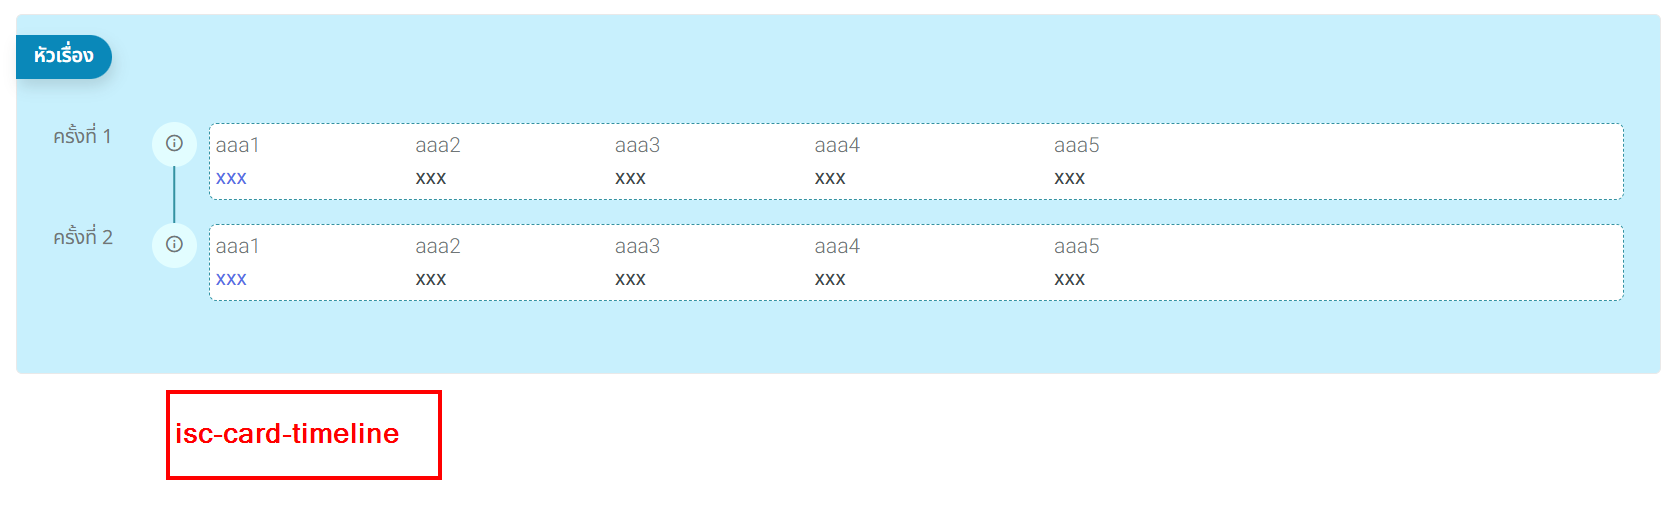 หัวเรื่อง
ครั้งที่ 1
aaa1 aaa2 aaa3 aaa4 aaa5
xxx xxx xxx xxx xxx
ครั้งที่ 2
aaa1 aaa2 aaa3 aaa4 aaa5
xxx xxx xxx xxx xxx
isc-card-timeline